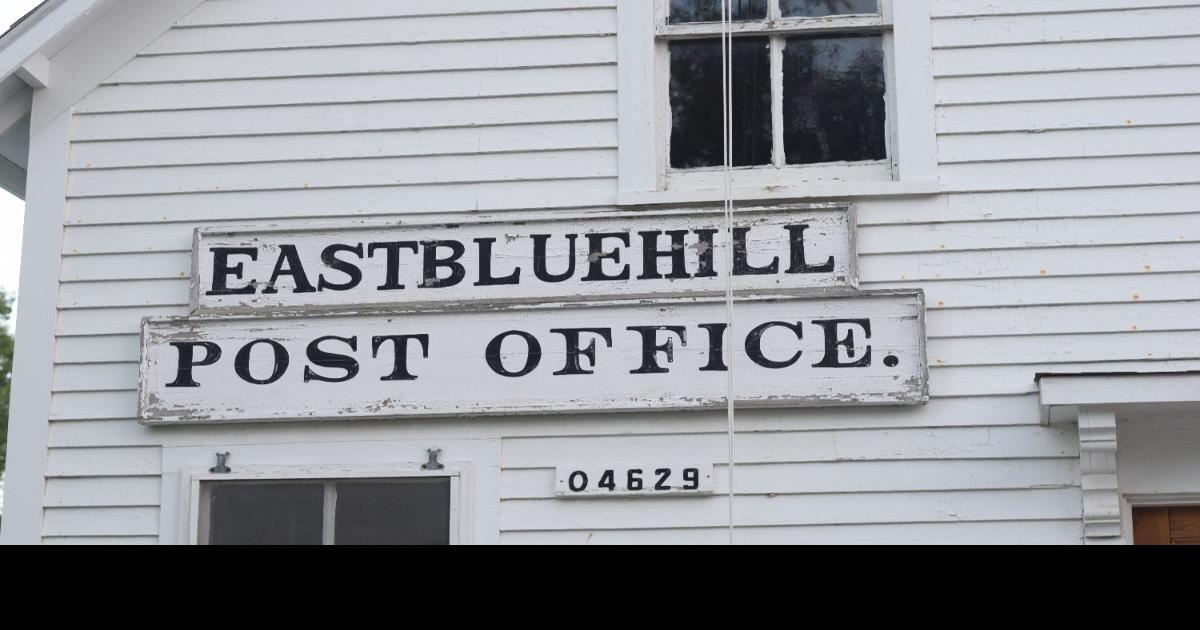 EASTBLUEHILL
POST OFFICE.
04629